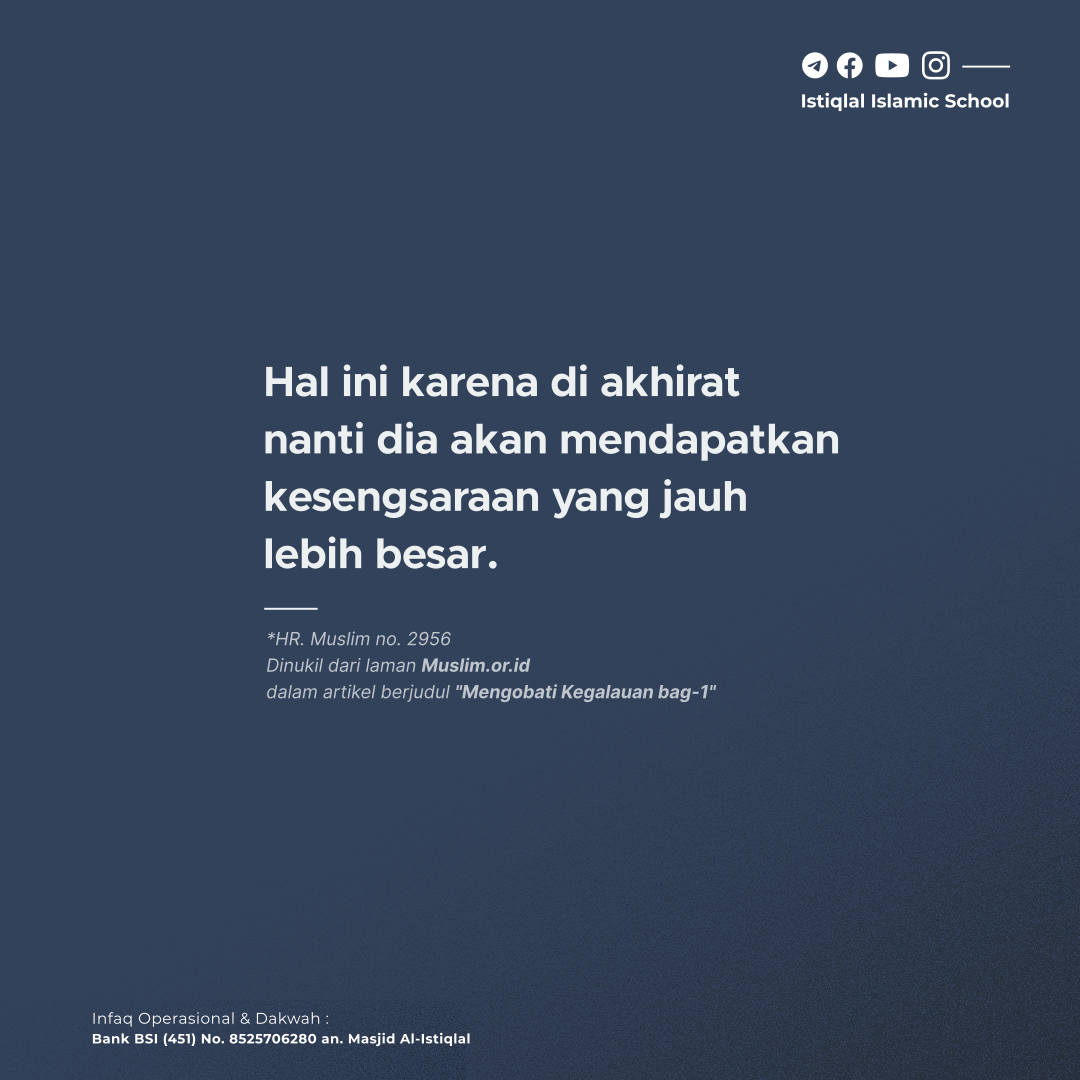 Istiqlal Islamic School
Hal ini karena di akhirat
nanti dia akan mendapatkan
kesengsaraan yang jauh
lebih besar.
*HR. Muslim no. 2956
Dinukil dari laman Muslim.or.id
dalam artikel berjudul "Mengobati Kegalauan bag-1"
Infaq Operasional & Dakwah :
Bank BSI (451) No. 8525706280 an. Masjid Al-Istiqlal